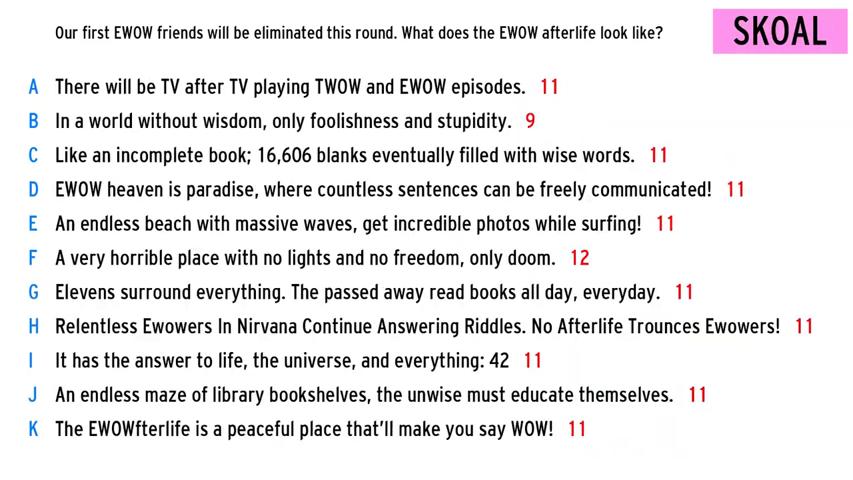 Our first EWOW friends will be eliminated this round. What does the EWOW afterlife look like?
SKOAL
A There will be TV after TV playing TWOW and EWOW episodes. 11
B In a world without wisdom, only foolishness and stupidity. 9
C Like an incomplete book; 16,606 blanks eventually filled with wise words. 11
D EWOW heaven is paradise, where countless sentences can be freely communicated! 11
E An endless beach with massive waves, get incredible photos while surfing! 11
F A very horrible place with no lights and no freedom, only doom. 12
G Elevens surround everything. The passed away read books all day, everyday. 11
H Relentless Ewowers In Nirvana Continue Answering Riddles. No Afterlife Trounces Ewowers! 11
I It has the answer to life, the universe, and everything: 42 11
J An endless maze of library bookshelves, the unwise must educate themselves. 11
K The EWOWfterlife is a peaceful place that'll make you say WOW! 11